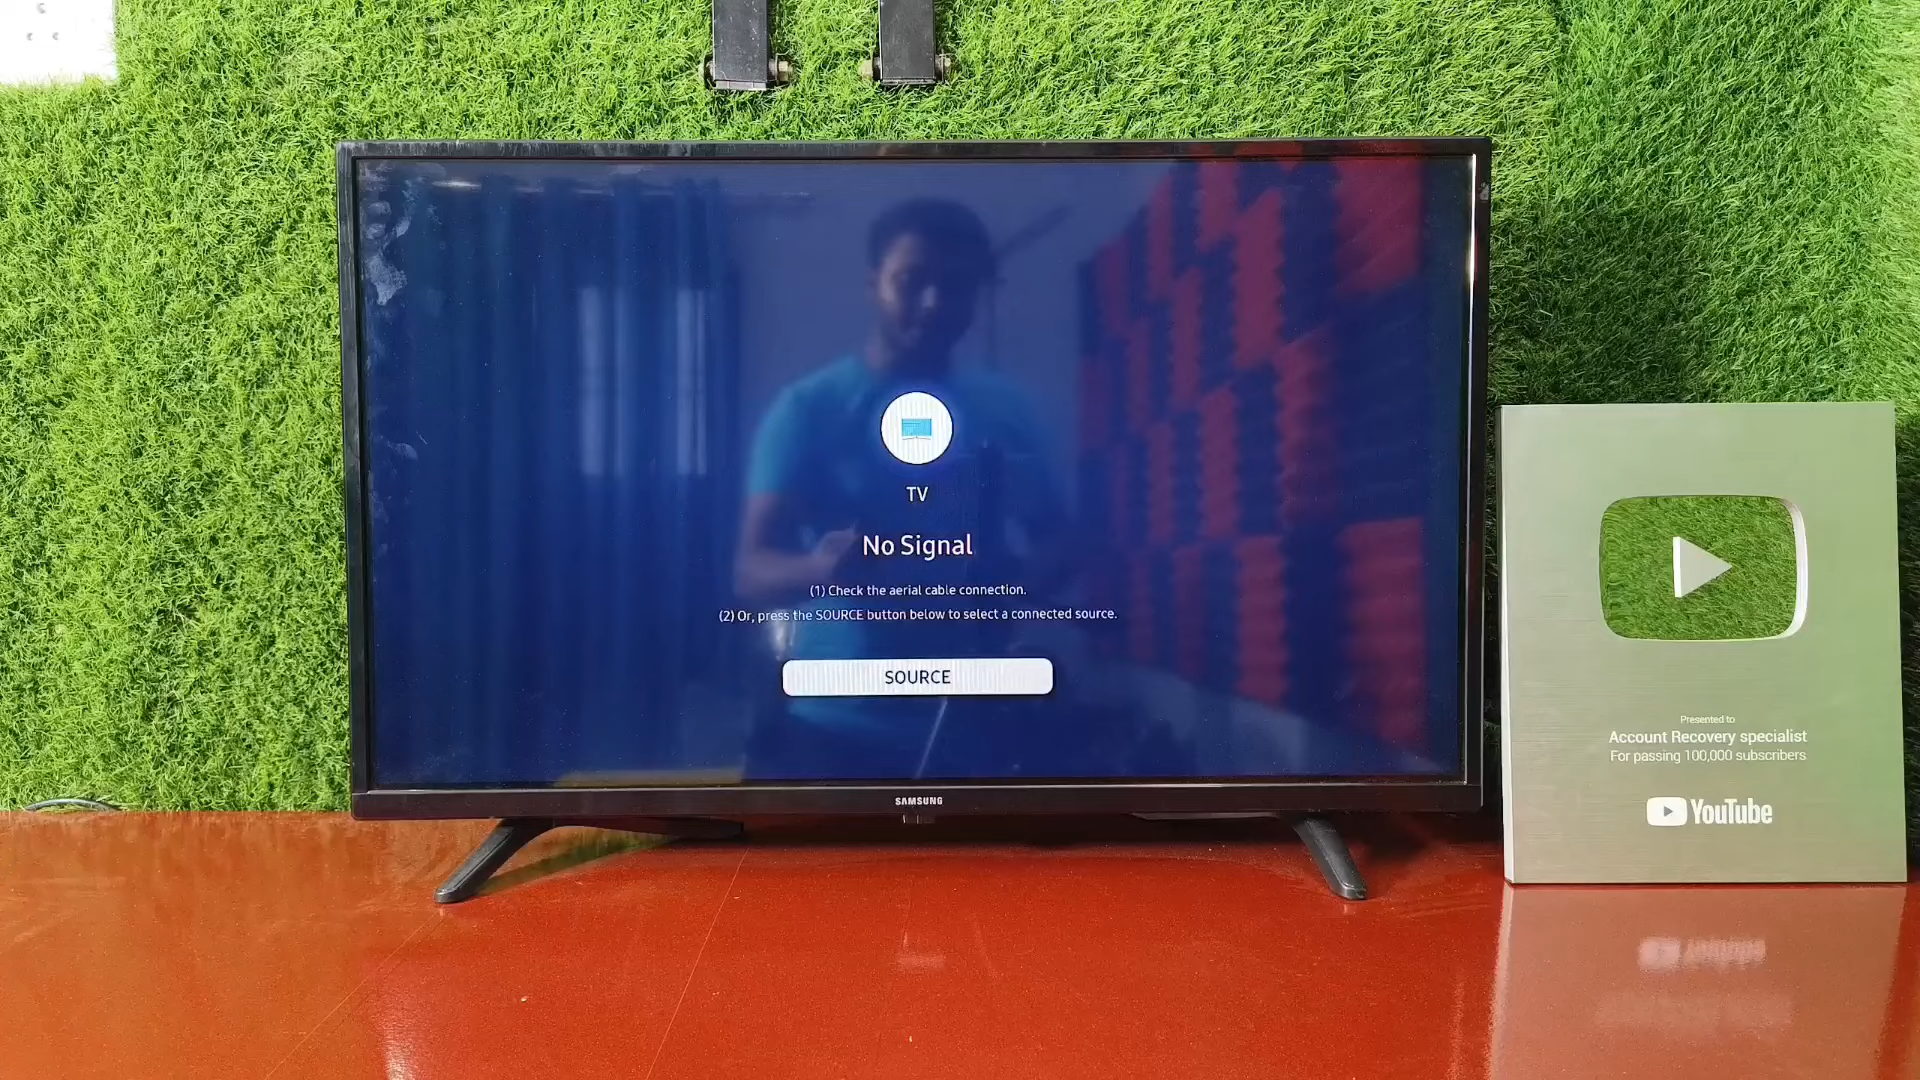 TV
No Signal
(1) Check the aerial cable connection.
(2) Or, press the SOURCE button below to select a connected source.
SOURCE
SAMSUNG
Presented to
Account Recovery specialist
For passing 100,000 subscribers
YouTube